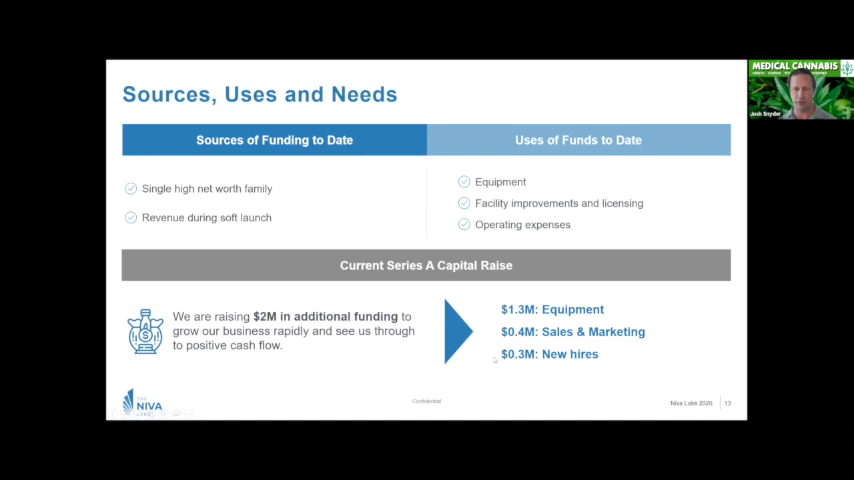 Sources, Uses and Needs
Sources of Funding to Date
Uses of Funds to Date
Single high net worth family
Revenue during soft launch
Equipment
Facility improvements and licensing
Operating expenses
Current Series A Capital Raise
We are raising $2M in additional funding to
grow our business rapidly and see us through
to positive cash flow.
$1.3M: Equipment
$0.4M: Sales & Marketing
$0.3M: New hires
THE
NIVA
LABS
Confidential
Niva Labs 2020
13
MEDICAL CANNABIS
Josh Snyder